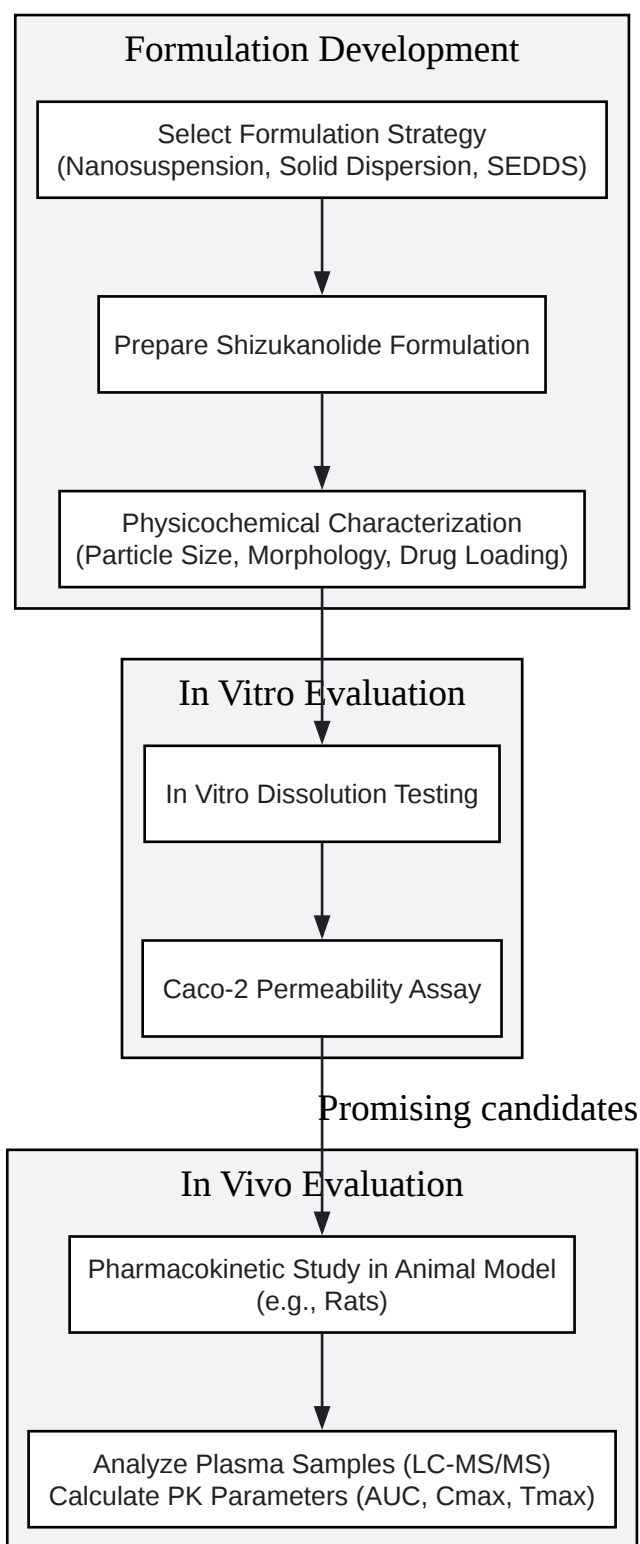 Formulation Development
Select Formulation Strategy
(Nanosuspension, Solid Dispersion, SEDDS)
Prepare Shizukanolide Formulation
Physicochemical Characterization
(Particle Size, Morphology, Drug Loading)
In Vitro Evaluation
In Vitro Dissolution Testing
Caco-2 Permeability Assay
Promising candidates
In Vivo Evaluation
Pharmacokinetic Study in Animal Model
(e.g., Rats)
Analyze Plasma Samples (LC-MS/MS)
Calculate PK Parameters (AUC, Cmax, Tmax)